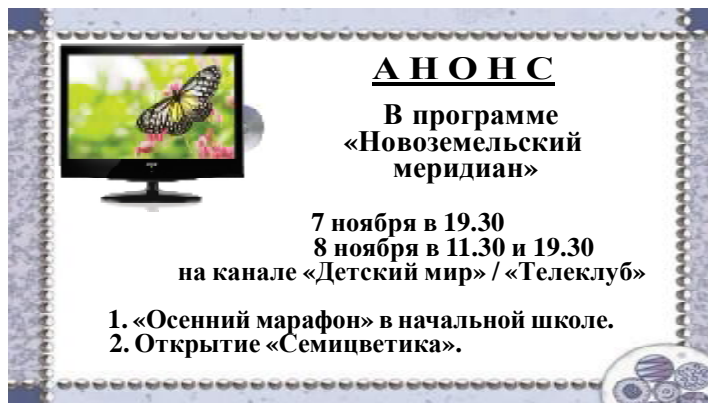 А Н О Н С
В программе
«Новоземельский
меридиан»
7 ноября в 19.30
8 ноября в 11.30 и 19.30
на канале «Детский мир» / «Телеклуб»
1. «Осенний марафон» в начальной школе.
2. Открытие «Семицветика».